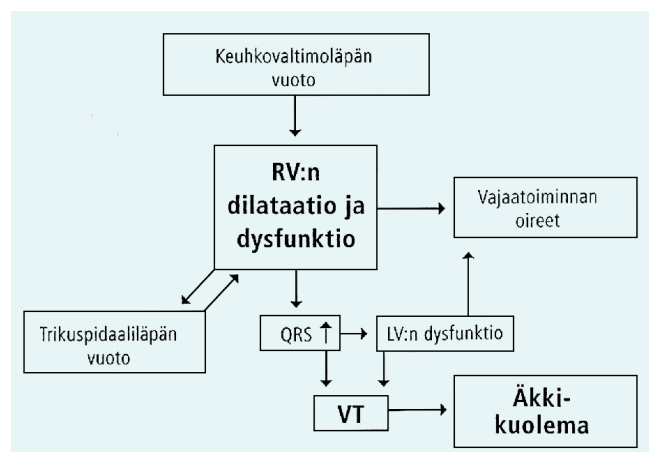 Keuhkovaltimoläpän
vuoto
RV:n
dilataatio ja
dysfunktio
Vajaatoiminnan
oireet
Trikuspidaaliläpän
vuoto
QRS ↑
LV:n dysfunktio
VT
Äkki-
kuolema